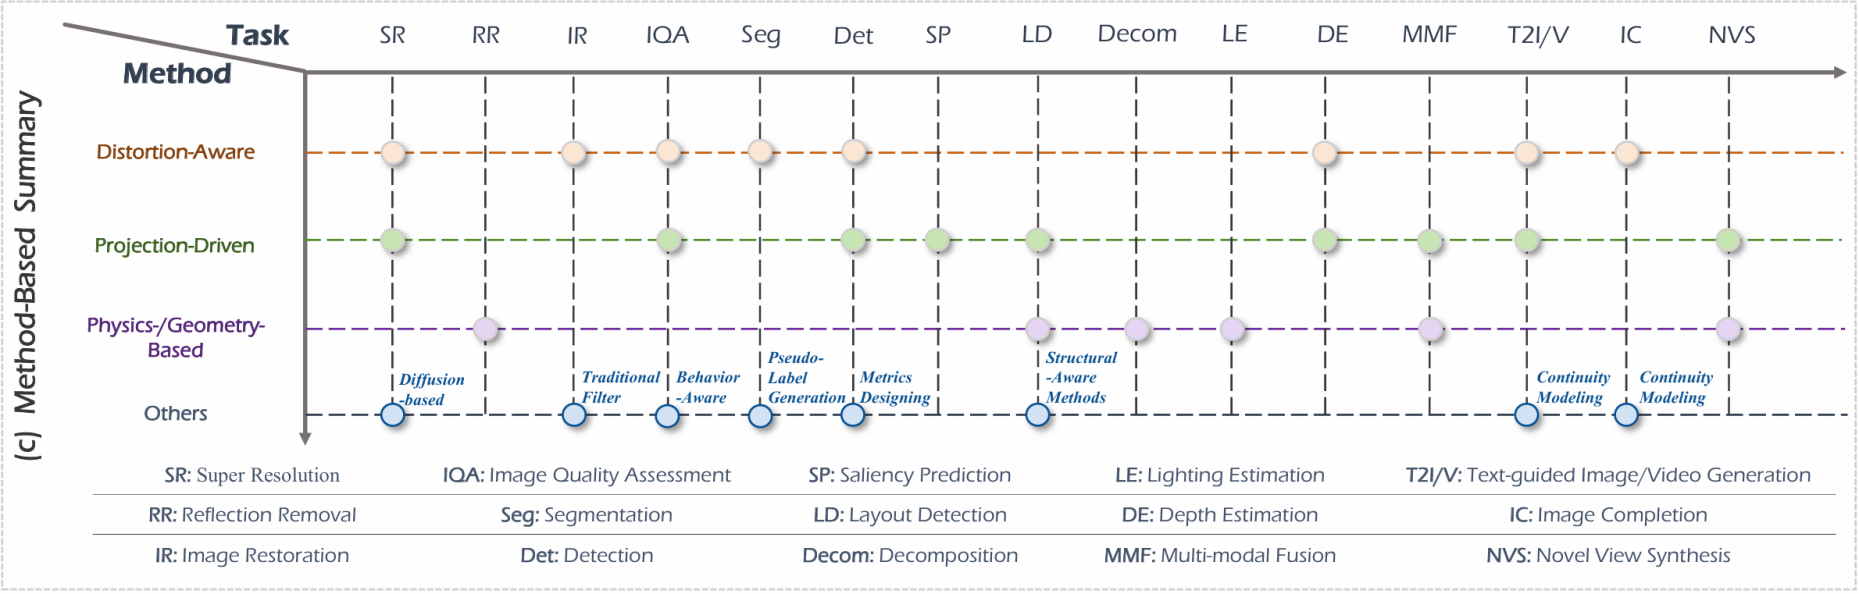 (c) Method-Based Summary
Task
Method
SR RR IR IQA Seg Det SP LD Decom LE DE MMF T2I/V IC NVS
Distortion-Aware
Projection-Driven
Physics-/Geometry-
Based
Others
Diffusion
-based
Traditional
Filter
Behavior
-Aware
Pseudo-
Label
Generation
Metrics
Designing
Structural
-Aware
Methods
Continuity
Modeling
Continuity
Modeling
SR: Super Resolution IQA: Image Quality Assessment SP: Saliency Prediction LE: Lighting Estimation T2I/V: Text-guided Image/Video Generation
RR: Reflection Removal Seg: Segmentation LD: Layout Detection DE: Depth Estimation IC: Image Completion
IR: Image Restoration Det: Detection Decom: Decomposition MMF: Multi-modal Fusion NVS: Novel View Synthesis